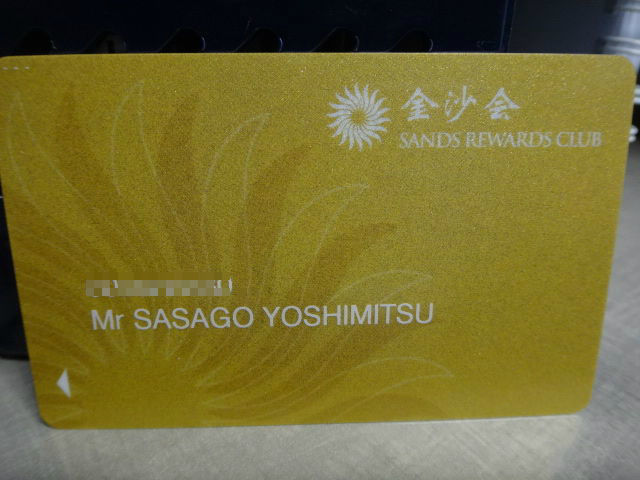 金沙会
SANDS REWARDS CLUB
Mr SASAGO YOSHIMITSU